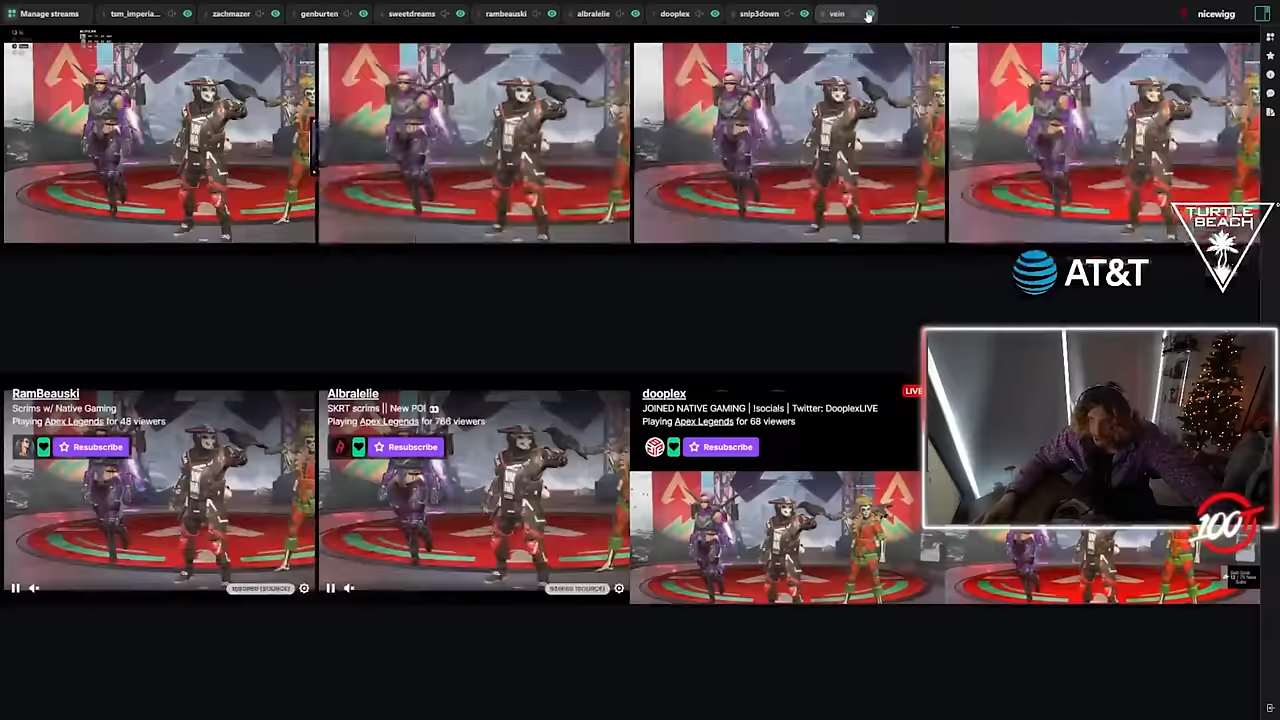 Manage streams
tsm_imperia...
zachmazer
genburten
sweetdreams
rambeauski
albralelie
dooplex
snip3down
vein
nicewigg
TURTLE
BEACH
AT&T
RamBeauski
Scrims w/ Native Gaming
Playing Apex Legends for 48 viewers
Resubscribe
Albralelie
SKRT scrims || New POI
Playing Apex Legends for 766 viewers
Resubscribe
dooplex
JOINED NATIVE GAMING | !socials | Twitter: DooplexLIVE
Playing Apex Legends for 68 viewers
Resubscribe
LIVE
100T